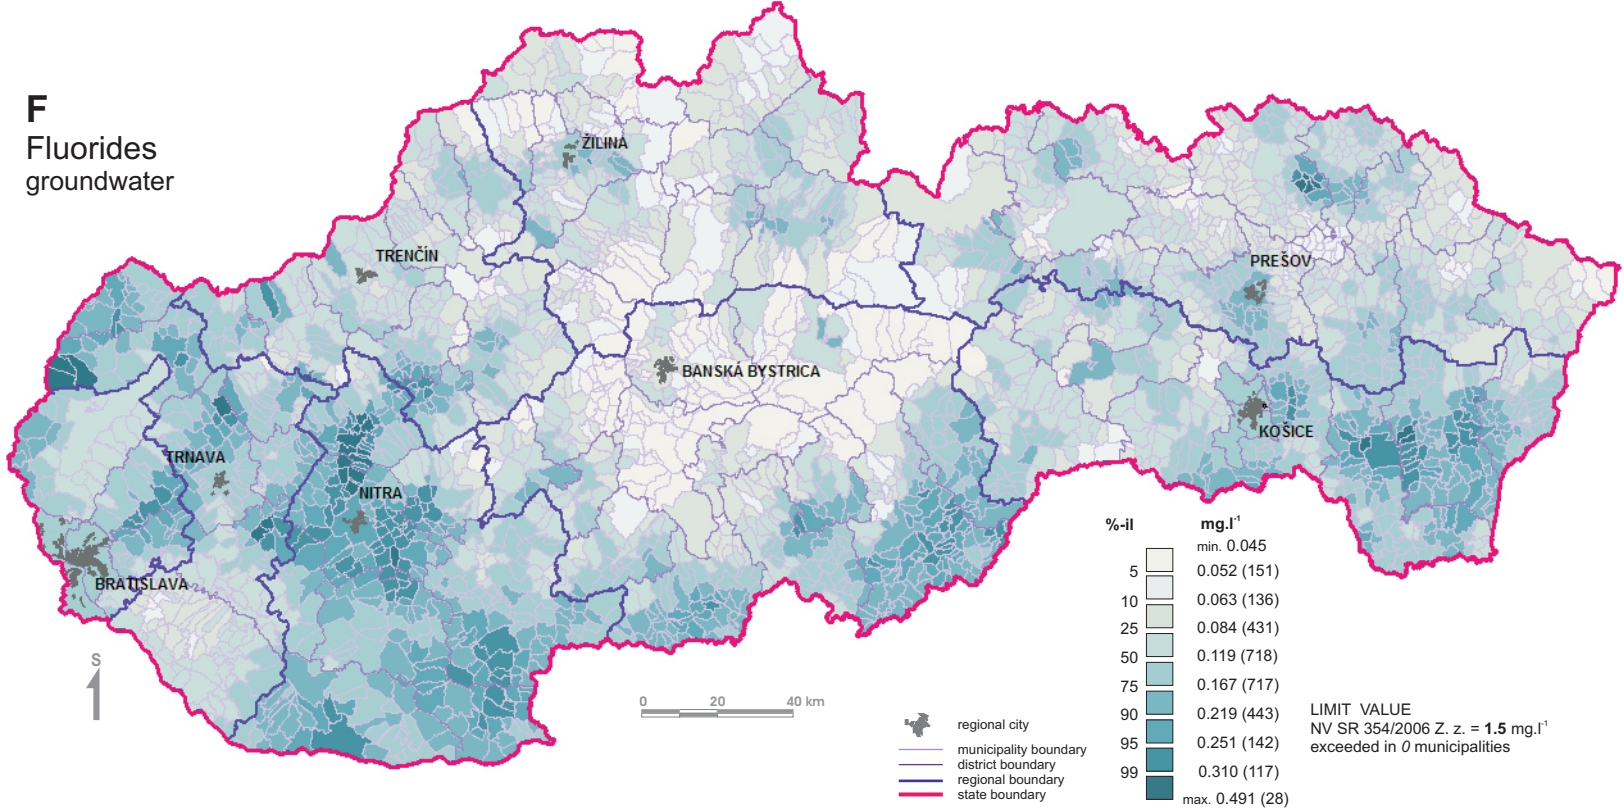 F
Fluorides
groundwater
ŽILINA
TRENČÍN
PREŠOV
BANSKÁ BYSTRICA
KOŠICE
TRNAVA
NITRA
BRATISLAVA
S
0 20 40 km
regional city
municipality boundary
district boundary
regional boundary
state boundary
%-il mg.l⁻¹
min. 0.045
5 0.052 (151)
10 0.063 (136)
25 0.084 (431)
50 0.119 (718)
75 0.167 (717)
90 0.219 (443)
95 0.251 (142)
99 0.310 (117)
max. 0.491 (28)
LIMIT VALUE
NV SR 354/2006 Z. z. = 1.5 mg.l⁻¹
exceeded in 0 municipalities